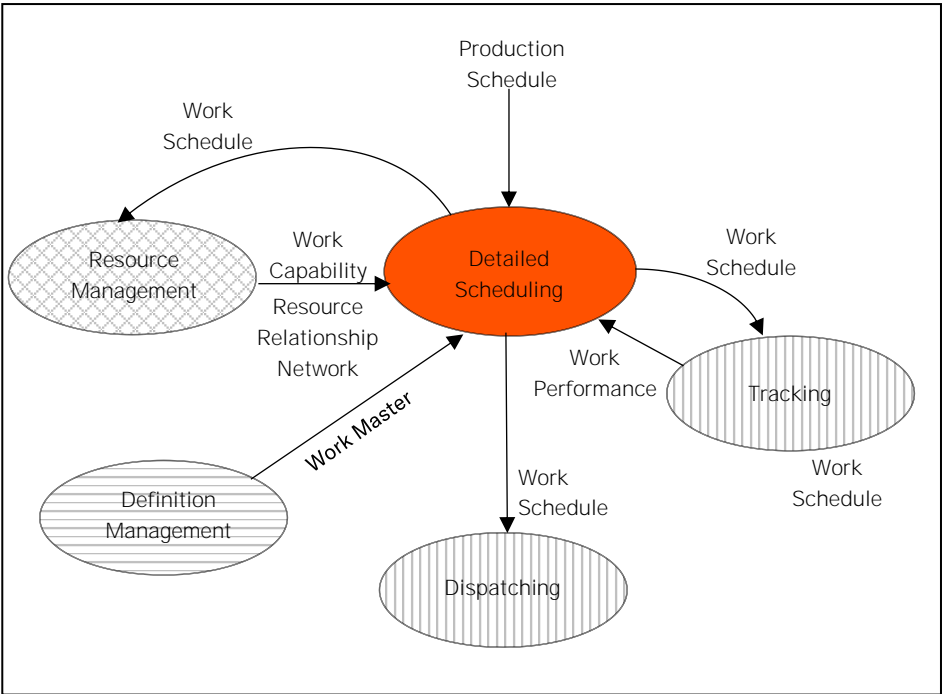 Production
Schedule
Work
Schedule
Resource
Management
Work
Capability
Resource
Relationship
Network
Detailed
Scheduling
Work
Schedule
Work
Performance
Tracking
Work
Schedule
Work Master
Definition
Management
Work
Schedule
Dispatching